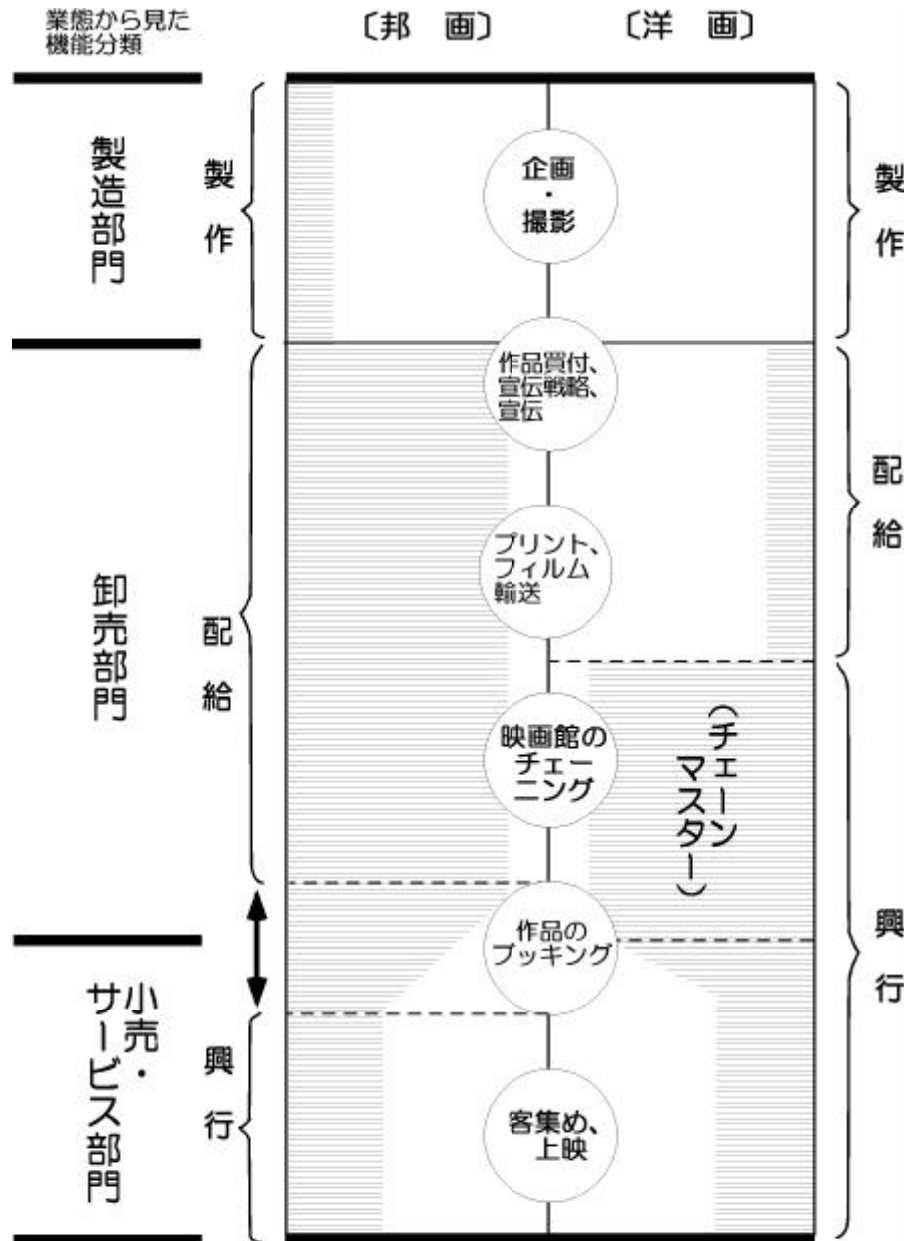 業態から見た
機能分類
〔邦　画〕
〔洋　画〕
製造部門
製作
企画
・
撮影
製作
作品買付、
宣伝戦略、
宣伝
配給
プリント、
フィルム
輸送
卸売部門
配給
映画館の
チェー
ニング
（チェーン
マスター）
作品の
ブッキング
興行
小売・
サービス部門
興行
客集め、
上映